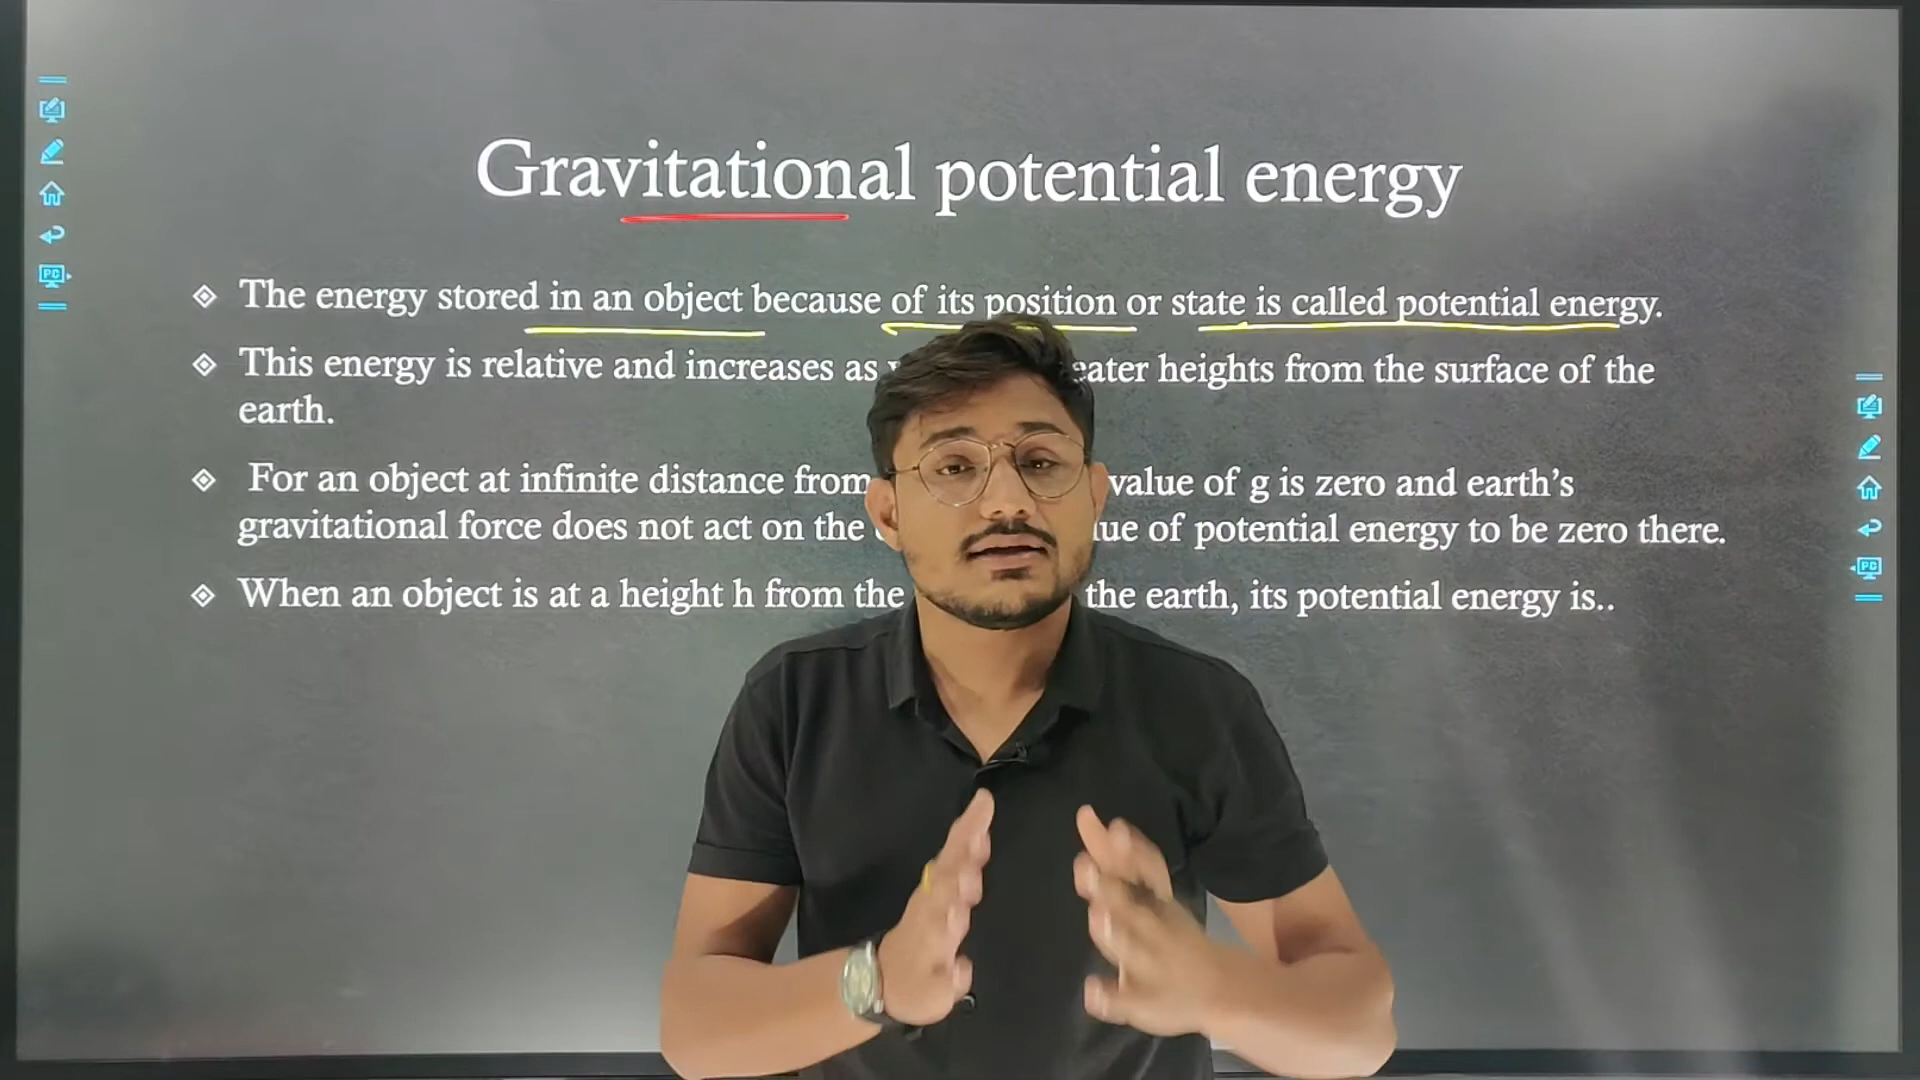 Gravitational potential energy
The energy stored in an object because of its position or state is called potential energy.
This energy is relative and increases as heights from the surface of the
earth.
For an object at infinite distance from value of g is zero and earth's
gravitational force does not act on the of potential energy to be zero there.
When an object is at a height h from the the earth, its potential energy is..
PC
PC